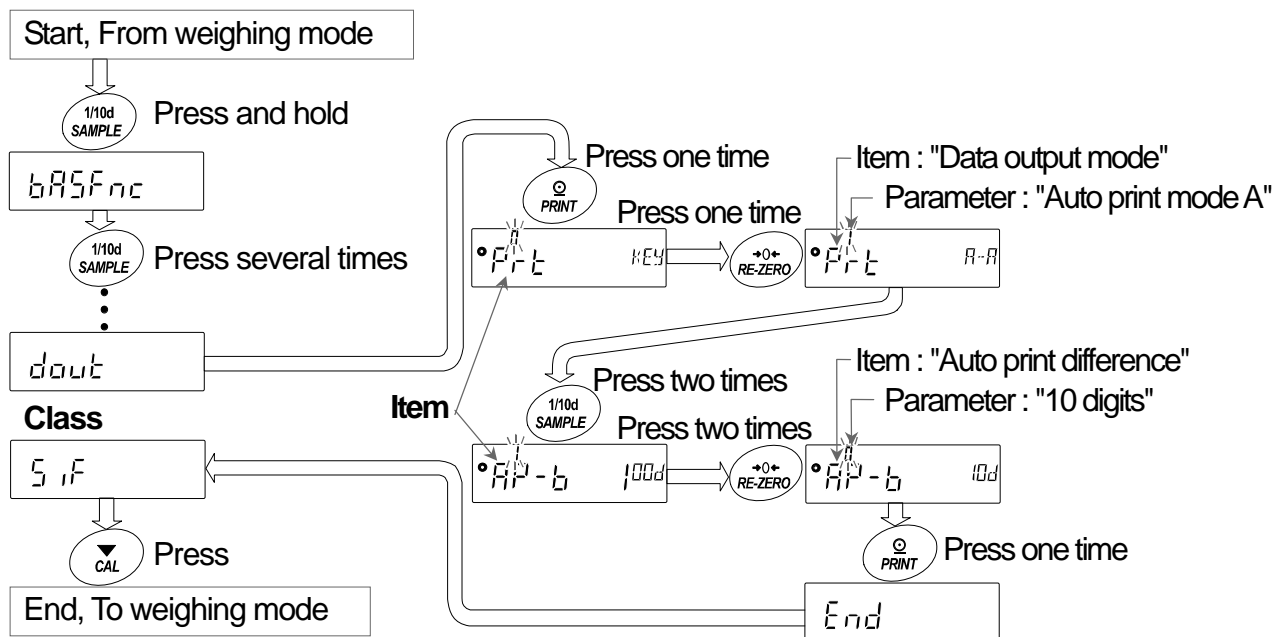 Start, From weighing mode
1/10d
SAMPLE
Press and hold
bASFnc
1/10d
SAMPLE
Press several times
dout
Class
S iF
CAL
Press
End, To weighing mode
Press one time
PRINT
Item
Prt KEY
Press one time
→0←
RE-ZERO
Item : "Data output mode"
Parameter : "Auto print mode A"
Prt A-A
Press two times
1/10d
SAMPLE
AP-b 100d
Press two times
→0←
RE-ZERO
Item : "Auto print difference"
Parameter : "10 digits"
AP-b 10d
PRINT
Press one time
End